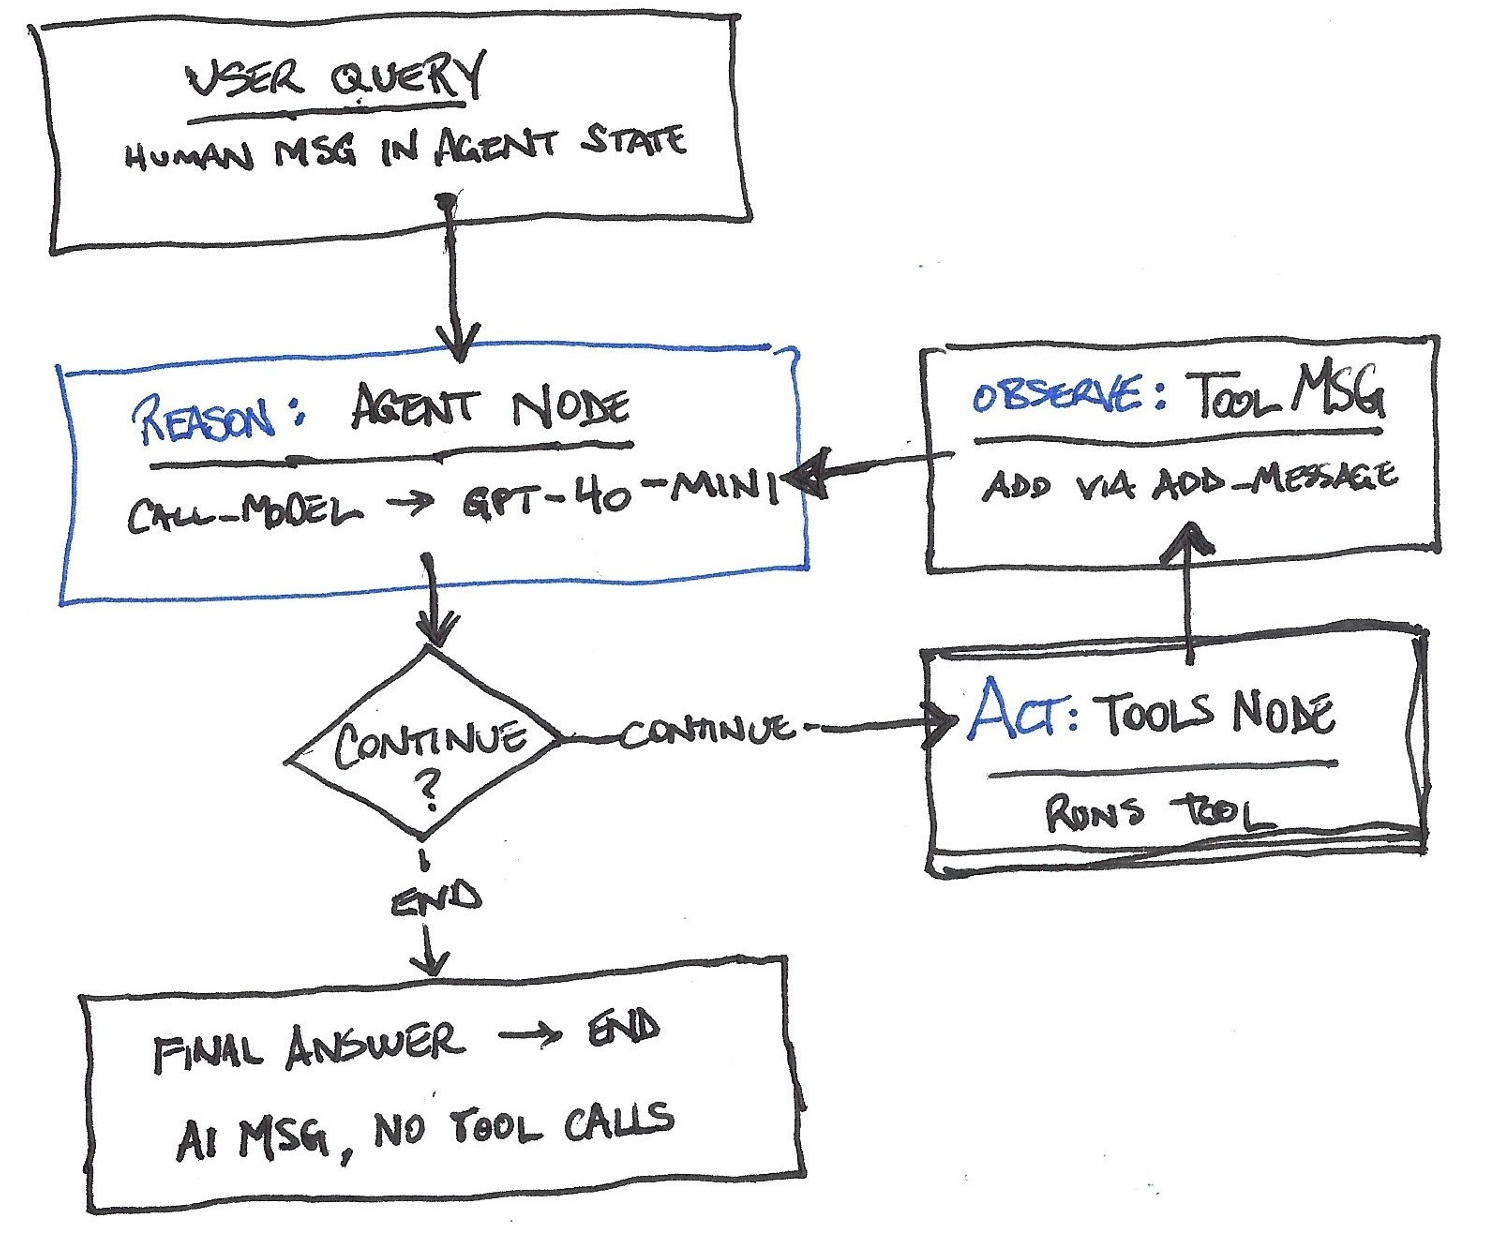 USER QUERY
HUMAN MSG IN AGENT STATE
REASON: AGENT NODE
CALL_MODEL → GPT-4o-MINI
OBSERVE: TOOL MSG
ADD VIA ADD_MESSAGE
CONTINUE
?
CONTINUE
ACT: TOOLS NODE
RUNS TOOL
END
FINAL ANSWER → END
AI MSG, NO TOOL CALLS